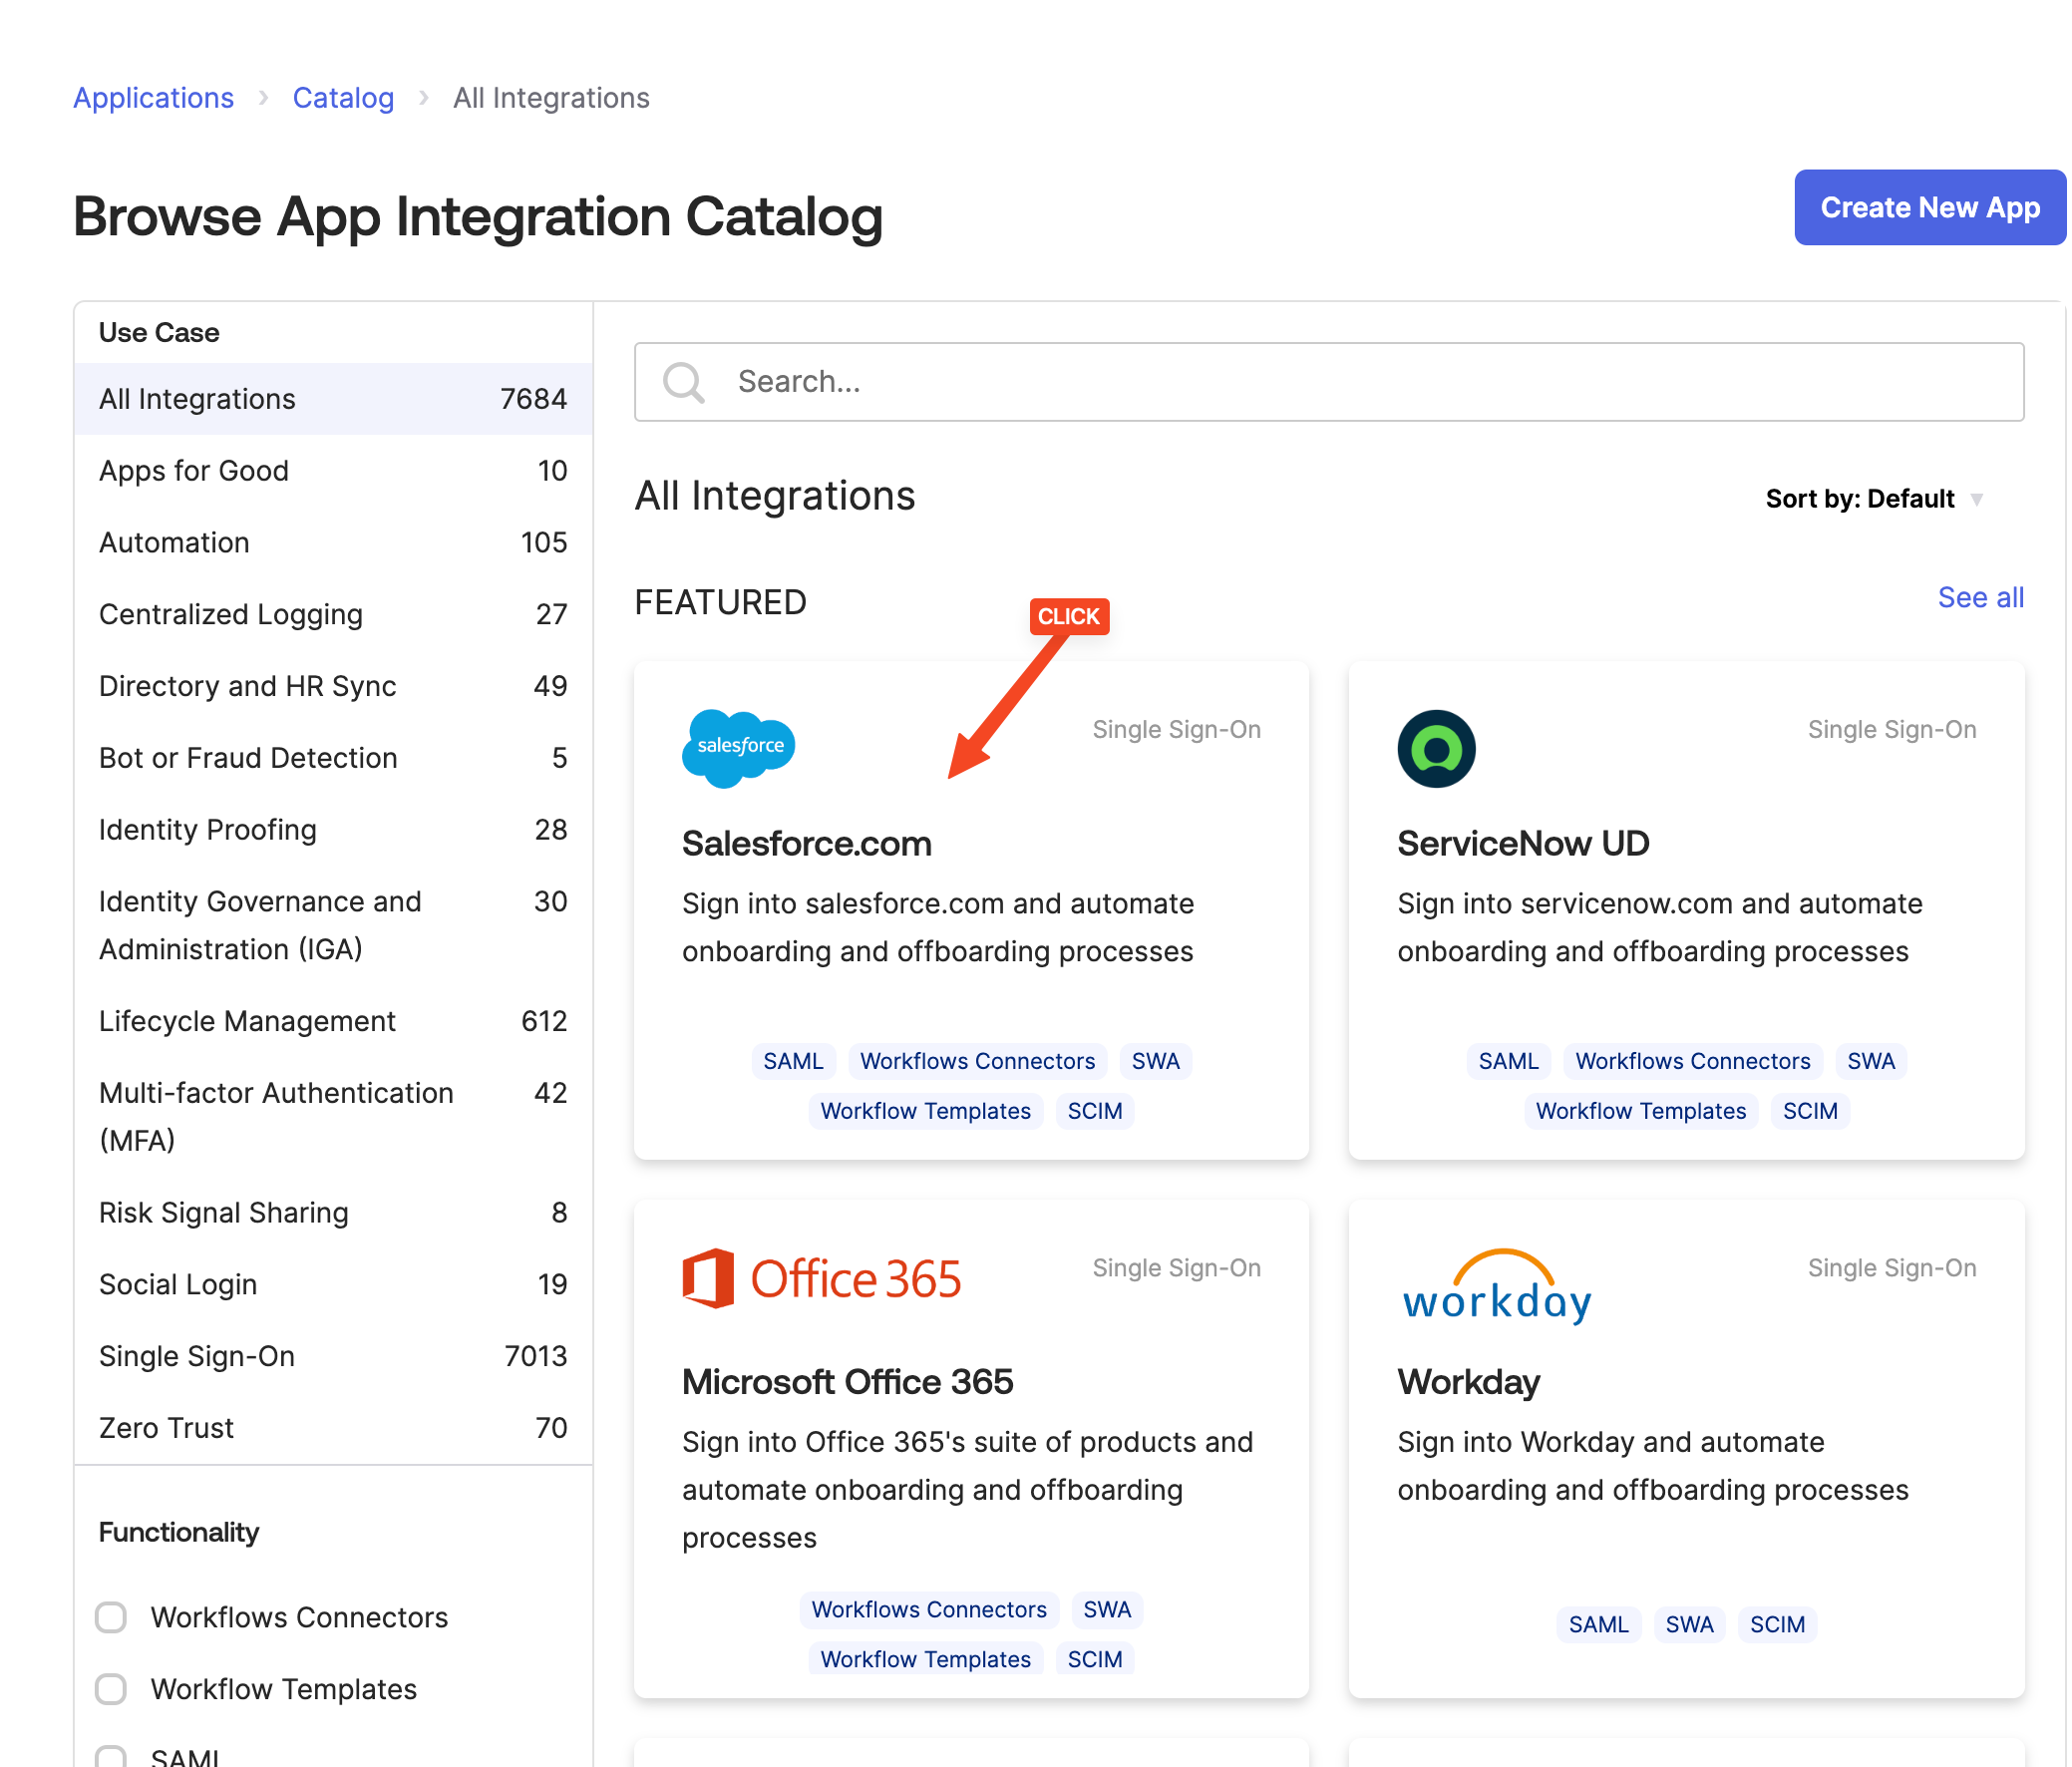 Applications > Catalog > All Integrations
Browse App Integration Catalog
Create New App
Use Case
All Integrations 7684
Apps for Good 10
Automation 105
Centralized Logging 27
Directory and HR Sync 49
Bot or Fraud Detection 5
Identity Proofing 28
Identity Governance and 30
Administration (IGA)
Lifecycle Management 612
Multi-factor Authentication 42
(MFA)
Risk Signal Sharing 8
Social Login 19
Single Sign-On 7013
Zero Trust 70
Functionality
Workflows Connectors
Workflow Templates
SAML
Search...
All Integrations
Sort by: Default
FEATURED
See all
CLICK
salesforce
Single Sign-On
Salesforce.com
Sign into salesforce.com and automate
onboarding and offboarding processes
SAML Workflows Connectors SWA
Workflow Templates SCIM
Single Sign-On
ServiceNow UD
Sign into servicenow.com and automate
onboarding and offboarding processes
SAML Workflows Connectors SWA
Workflow Templates SCIM
Office 365
Single Sign-On
Microsoft Office 365
Sign into Office 365's suite of products and
automate onboarding and offboarding
processes
Workflows Connectors SWA
Workflow Templates SCIM
workday
Single Sign-On
Workday
Sign into Workday and automate
onboarding and offboarding processes
SAML SWA SCIM